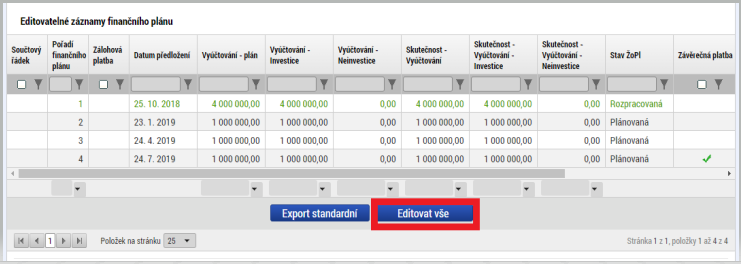 Editovatelné záznamy finančního plánu
Součtový řádek | Pořadí finančního plánu | Zálohová platba | Datum předložení | Vyúčtování - plán | Vyúčtování - Investice | Vyúčtování - Neinvestice | Skutečnost - Vyúčtování | Skutečnost - Vyúčtování - Investice | Skutečnost - Vyúčtování - Neinvestice | Stav ŽoPl | Závěrečná platba
1 25. 10. 2018 4 000 000,00 4 000 000,00 0,00 4 000 000,00 4 000 000,00 0,00 Rozpracovaná
2 23. 1. 2019 1 000 000,00 1 000 000,00 0,00 1 000 000,00 1 000 000,00 0,00 Plánovaná
3 24. 4. 2019 1 000 000,00 1 000 000,00 0,00 1 000 000,00 1 000 000,00 0,00 Plánovaná
4 24. 7. 2019 1 000 000,00 1 000 000,00 0,00 1 000 000,00 1 000 000,00 0,00 Plánovaná
Export standardní Editovat vše
1 Položek na stránku 25 Stránka 1 z 1, položky 1 až 4 z 4